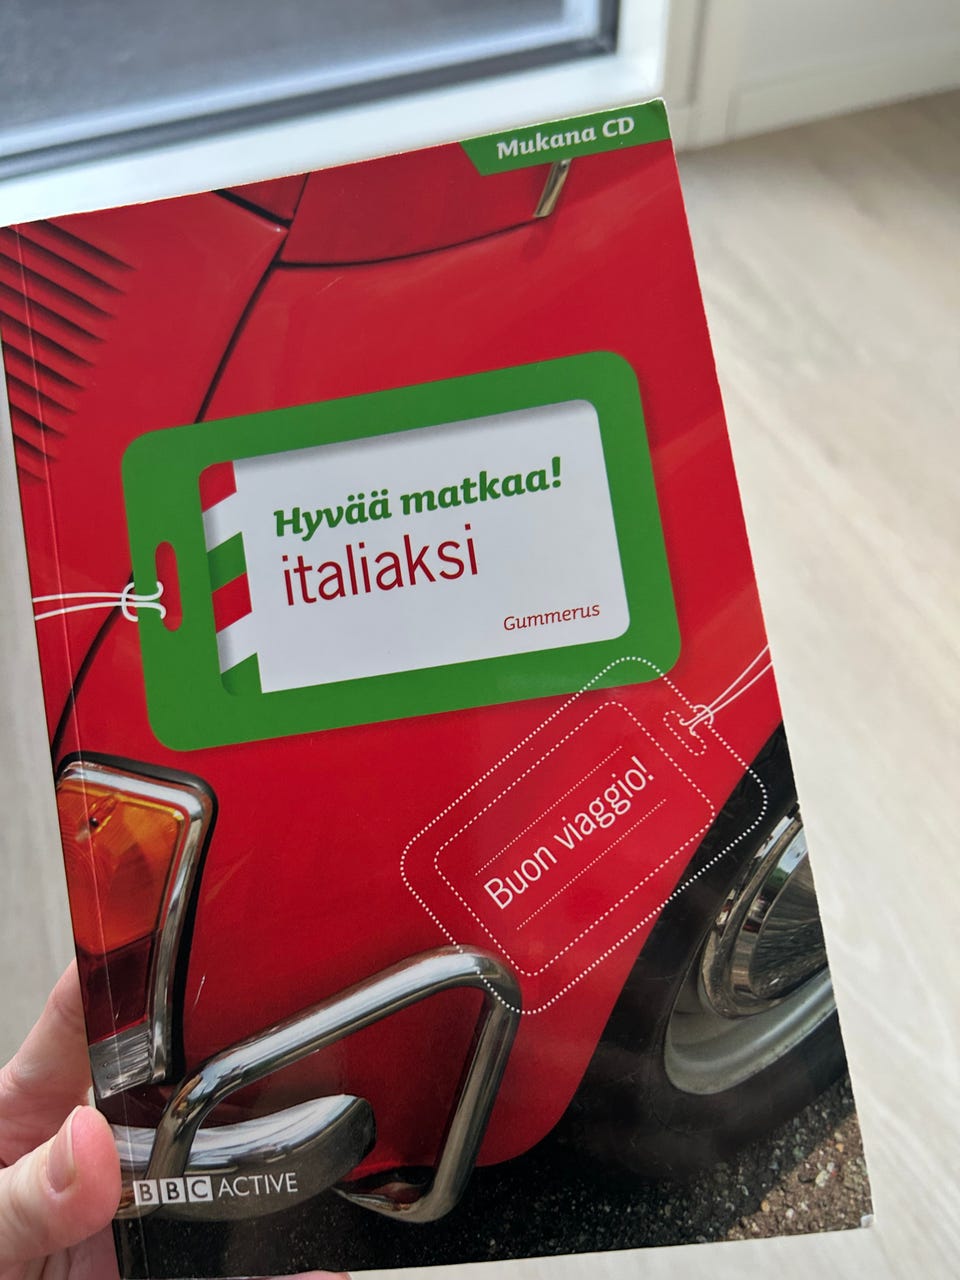 Mukana CD
Hyvää matkaa!
italiaksi
Gummerus
Buon viaggio!
BBC ACTIVE